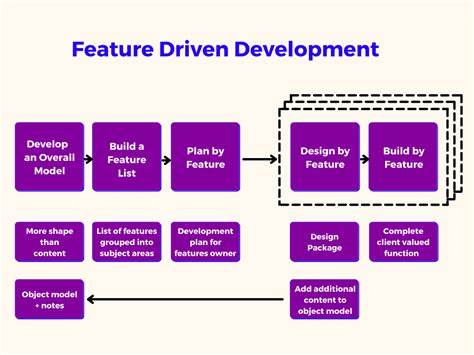 Feature Driven Development
Develop
an Overall
Model
Build a
Feature
List
Plan by
Feature
Design by
Feature
Build by
Feature
More shape
than
content
List of features
grouped into
subject areas
Development
plan for
features owner
Design
Package
Complete
client valued
function
Object model
+ notes
Add additional
content to
object model